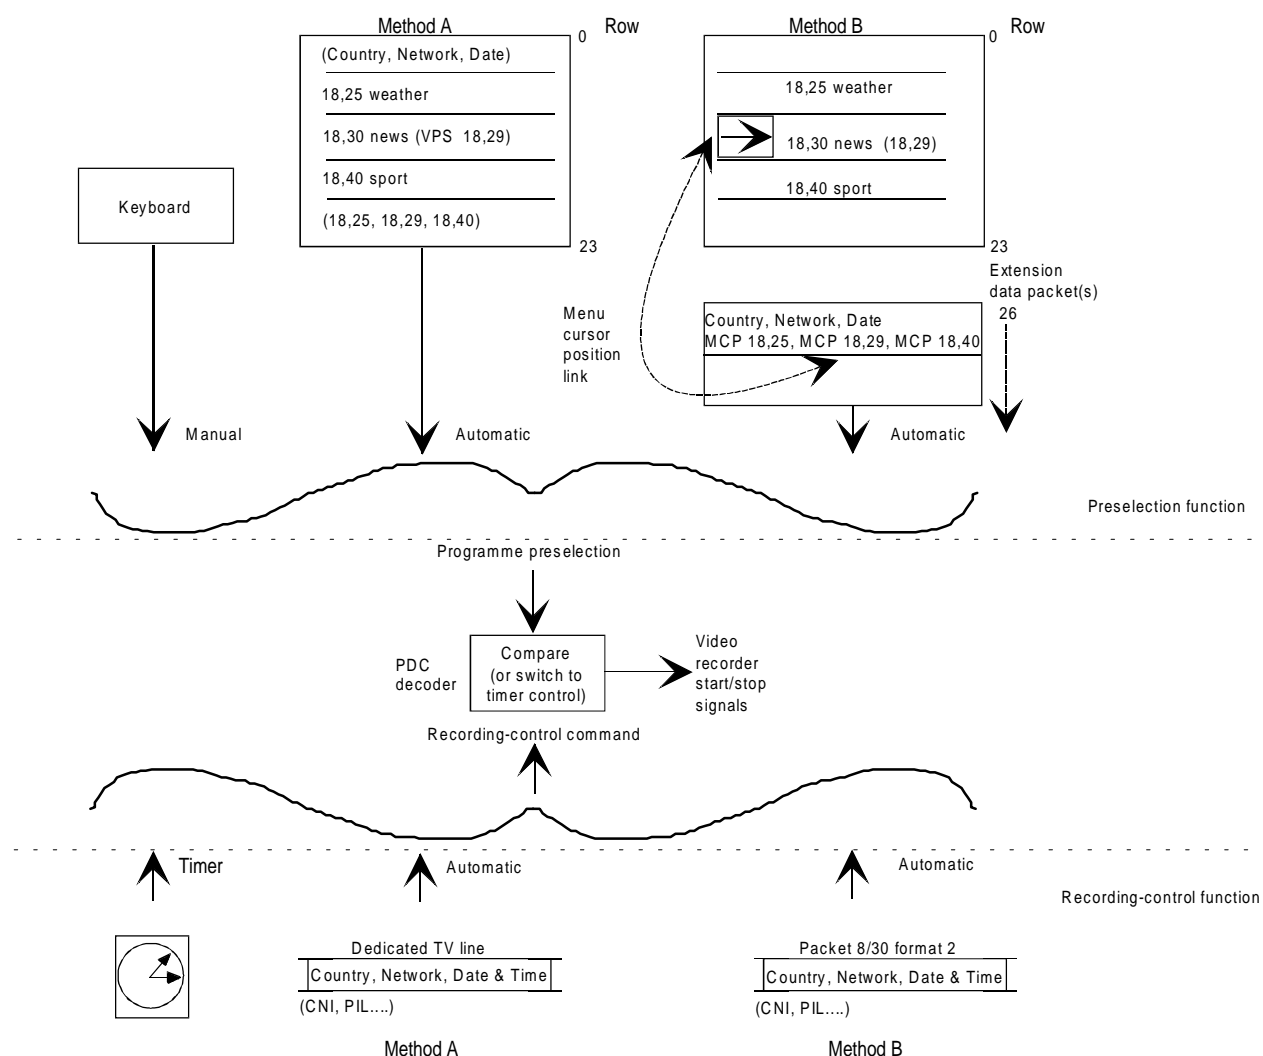 Method A
Row
Method B
Row
0
0
(Country, Network, Date)
18,25 weather
18,30 news (VPS 18,29)
18,40 sport
(18,25, 18,29, 18,40)
23
18,25 weather
18,30 news (18,29)
18,40 sport
23
Keyboard
Extension
data packet(s)
26
Menu
cursor
position
link
Country, Network, Date
MCP 18,25, MCP 18,29, MCP 18,40
Manual
Automatic
Automatic
Preselection function
Programme preselection
PDC
decoder
Compare
(or switch to
timer control)
Video
recorder
start/stop
signals
Recording-control command
Timer
Automatic
Automatic
Recording-control function
Dedicated TV line
Country, Network, Date & Time
(CNI, PIL....)
Packet 8/30 format 2
Country, Network, Date & Time
(CNI, PIL....)
Method A
Method B